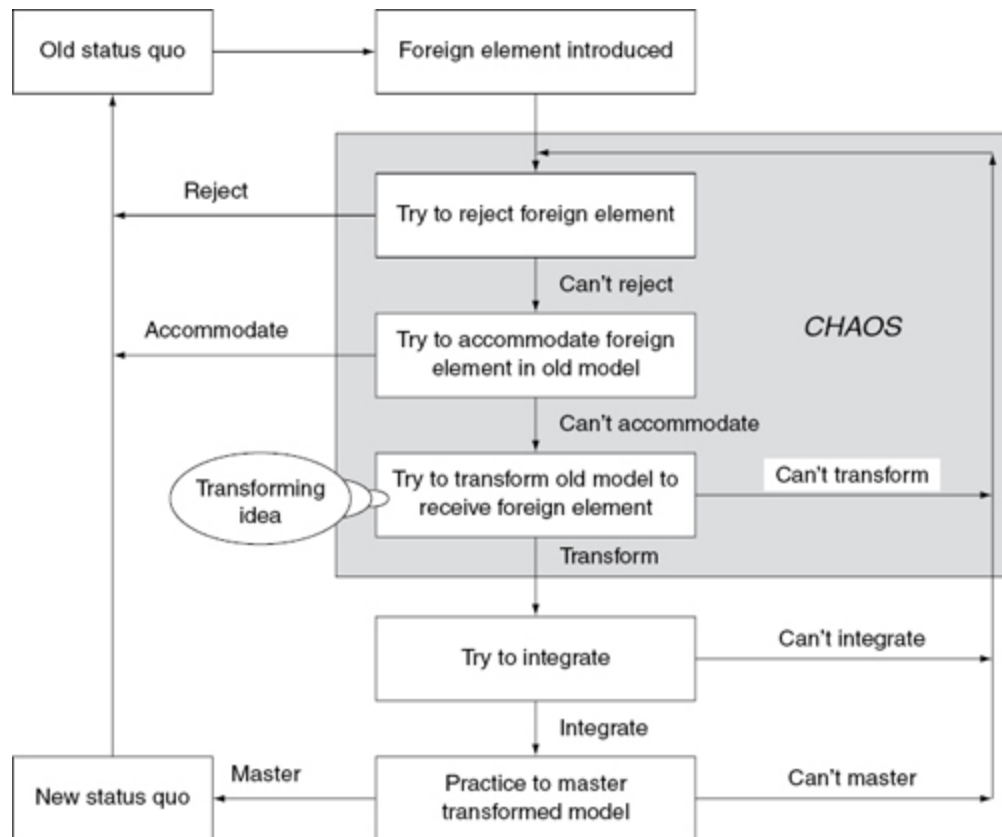 Old status quo
Foreign element introduced
Reject
Try to reject foreign element
Can't reject
CHAOS
Accommodate
Try to accommodate foreign
element in old model
Can't accommodate
Transforming
idea
Try to transform old model to
receive foreign element
Can't transform
Transform
Try to integrate
Can't integrate
Integrate
New status quo
Master
Practice to master
transformed model
Can't master